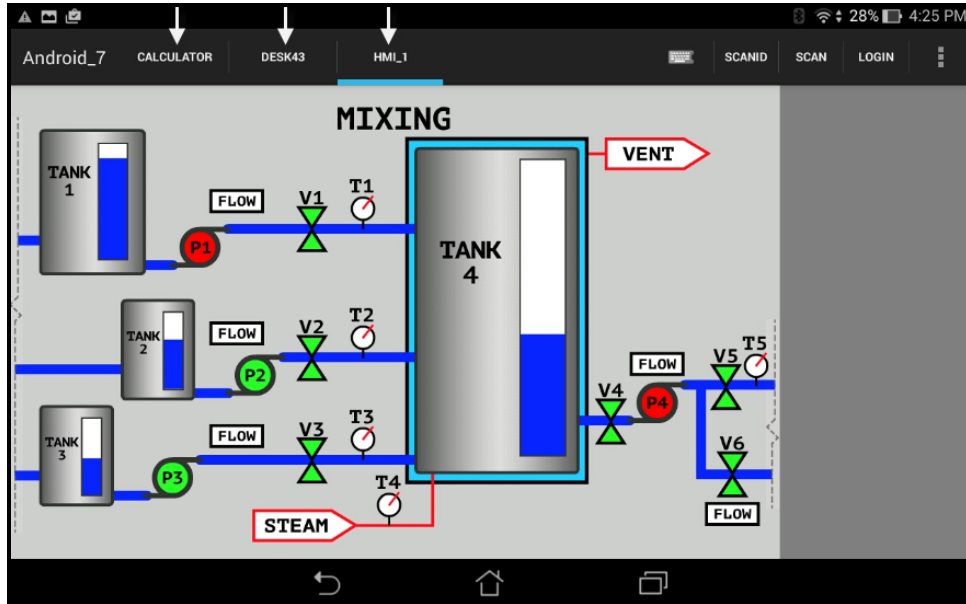 28% 4:25 PM
Android_7 CALCULATOR DESK43 HMI_1 SCANID SCAN LOGIN
MIXING
VENT
TANK
1
FLOW V1 T1
P1
TANK
4
TANK
2
FLOW V2 T2
P2
TANK
3
FLOW V3 T3
P3
T4
STEAM
FLOW V5 T5
V4 P4
V6
FLOW